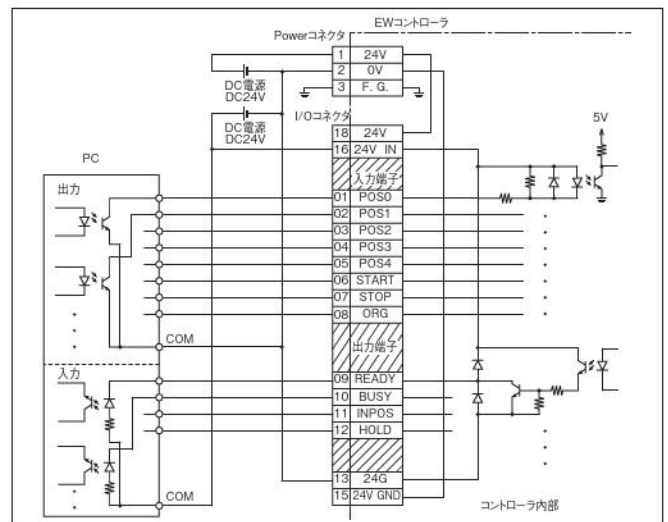 EWコントローラ
Powerコネクタ
1 24V
2 0V
3 F. G.
DC電源
DC24V
DC電源
DC24V
I/Oコネクタ
18 24V
16 24V IN
入力端子
5V
PC
出力
01 POS0
02 POS1
03 POS2
04 POS3
05 POS4
06 START
07 STOP
08 ORG
COM
出力端子
入力
09 READY
10 BUSY
11 INPOS
12 HOLD
13 24G
COM
15 24V GND
コントローラ内部